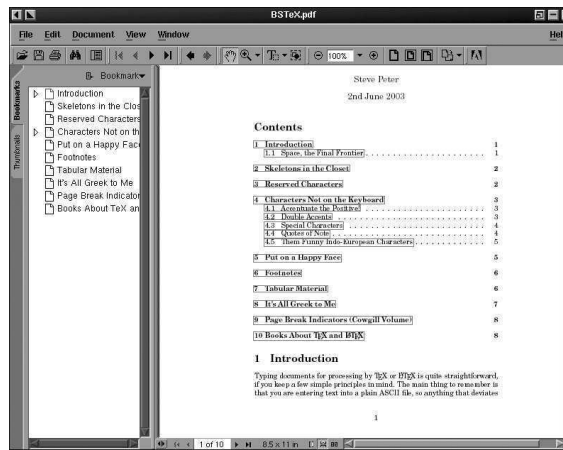 BSTeX.pdf
File Edit Document View Window Hel
100%
Bookmark
Bookmarks
Thumbnails
Introduction
Skeletons in the Clos
Reserved Characters
Characters Not on th
Put on a Happy Face
Footnotes
Tabular Material
It's All Greek to Me
Page Break Indicator
Books About TeX an
Steve Peter
2nd June 2003
Contents
1 Introduction 1
1.1 Space, the Final Frontier . . . . . . . . . . . . . . . . . . . . . . 1
2 Skeletons in the Closet 2
3 Reserved Characters 2
4 Characters Not on the Keyboard 3
4.1 Accentuate the Positive! . . . . . . . . . . . . . . . . . . . . . . 3
4.2 Double Accents . . . . . . . . . . . . . . . . . . . . . . 3
4.3 Special Characters . . . . . . . . . . . . . . . . . . . . . . 4
4.4 Quotes of Note . . . . . . . . . . . . . . . . . . . . . . 4
4.5 Them Funny Indo-European Characters . . . . . . . . . . . . . 5
5 Put on a Happy Face 5
6 Footnotes 6
7 Tabular Material 6
8 It's All Greek to Me 7
9 Page Break Indicators (Cowgill Volume) 8
10 Books About TEX and LATEX 8
1 Introduction
Typing documents for processing by TEX or LATEX is quite straightforward,
if you keep a few simple principles in mind. The main thing to remember is
that you are entering text into a plain ASCII file, so anything that deviates
1
1 of 10 8.5 x 11 in